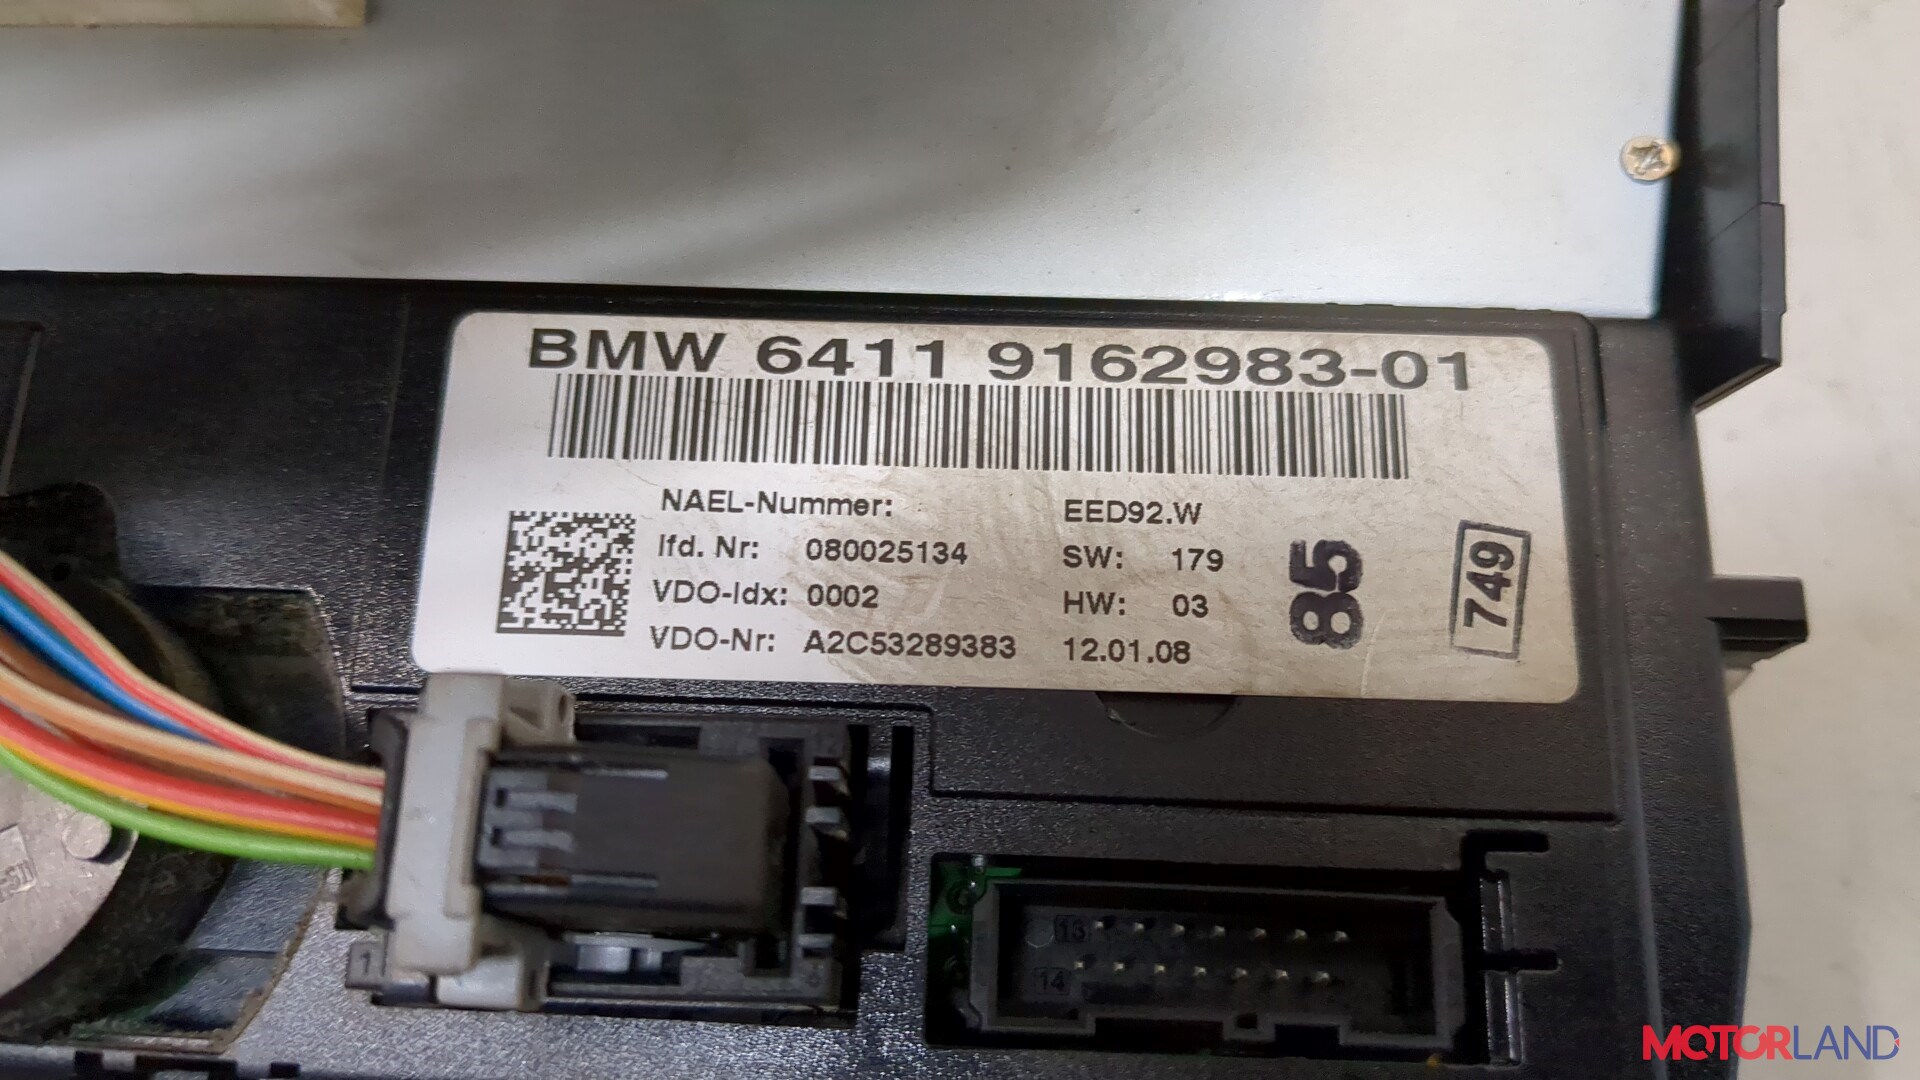 BMW 6411 9162983-01
NAEL-Nummer: EED92.W
lfd. Nr: 080025134 SW: 179
VDO-Idx: 0002 HW: 03
VDO-Nr: A2C53289383 12.01.08
85
749
1
13
14
MOTORLAND